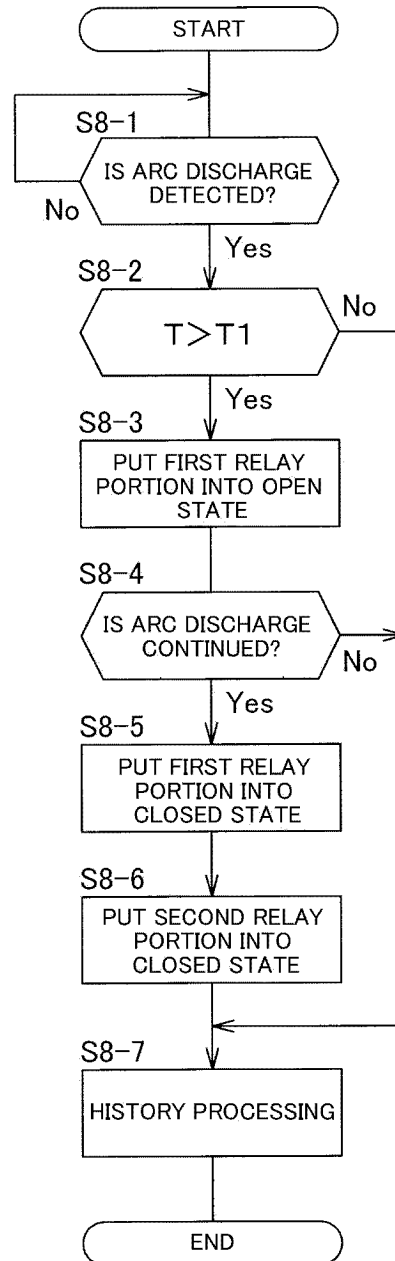 START
S8-1
IS ARC DISCHARGE
DETECTED?
No
Yes
S8-2
T>T1
No
Yes
S8-3
PUT FIRST RELAY
PORTION INTO OPEN
STATE
S8-4
IS ARC DISCHARGE
CONTINUED?
No
Yes
S8-5
PUT FIRST RELAY
PORTION INTO
CLOSED STATE
S8-6
PUT SECOND RELAY
PORTION INTO
CLOSED STATE
S8-7
HISTORY PROCESSING
END